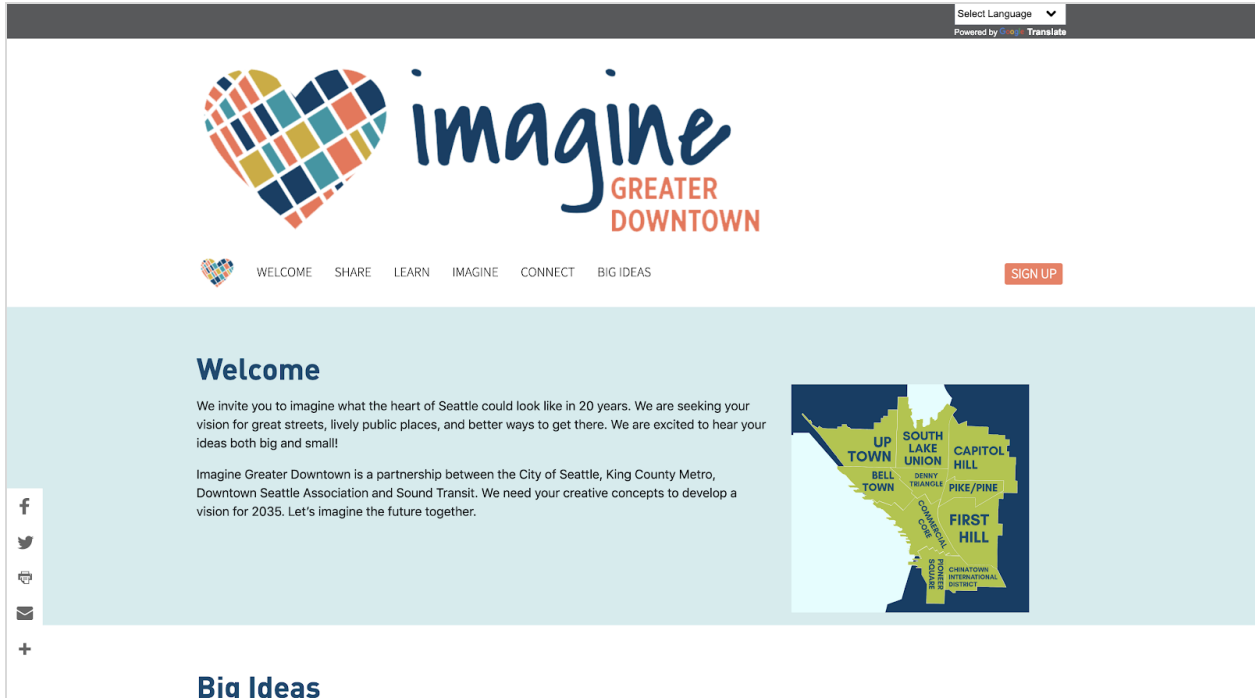 Select Language
Powered by Google Translate
imagine
GREATER
DOWNTOWN
WELCOME SHARE LEARN IMAGINE CONNECT BIG IDEAS
SIGN UP
Welcome
We invite you to imagine what the heart of Seattle could look like in 20 years. We are seeking your
vision for great streets, lively public places, and better ways to get there. We are excited to hear your
ideas both big and small!
Imagine Greater Downtown is a partnership between the City of Seattle, King County Metro,
Downtown Seattle Association and Sound Transit. We need your creative concepts to develop a
vision for 2035. Let's imagine the future together.
UP
TOWN
SOUTH
LAKE
UNION
CAPITOL
HILL
BELL
TOWN
DENNY
TRIANGLE
PIKE/PINE
COMMERCIAL
CORE
FIRST
HILL
PIONEER
SQUARE
CHINATOWN
INTERNATIONAL
DISTRICT
Big Ideas